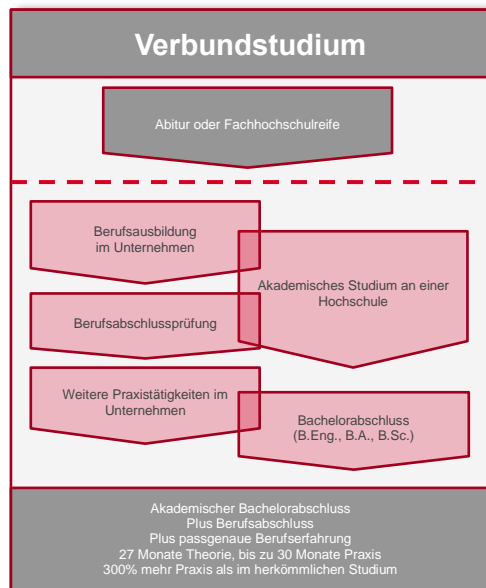 Verbundstudium
Abitur oder Fachhochschulreife
Berufsausbildung
im Unternehmen
Akademisches Studium an einer
Hochschule
Berufsabschlussprüfung
Weitere Praxistätigkeiten im
Unternehmen
Bachelorabschluss
(B.Eng., B.A., B.Sc.)
Akademischer Bachelorabschluss
Plus Berufsabschluss
Plus passgenaue Berufserfahrung
27 Monate Theorie, bis zu 30 Monate Praxis
300% mehr Praxis als im herkömmlichen Studium